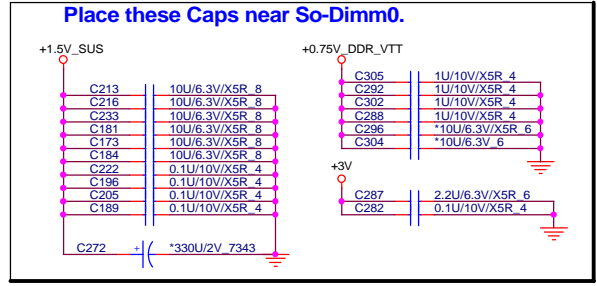 Place these Caps near So-Dimm0.
+1.5V_SUS
C213 10U/6.3V/X5R_8
C216 10U/6.3V/X5R_8
C233 10U/6.3V/X5R_8
C181 10U/6.3V/X5R_8
C173 10U/6.3V/X5R_8
C184 10U/6.3V/X5R_8
C222 0.1U/10V/X5R_4
C196 0.1U/10V/X5R_4
C205 0.1U/10V/X5R_4
C189 0.1U/10V/X5R_4
C272 + *330U/2V_7343
+0.75V_DDR_VTT
C305 1U/10V/X5R_4
C292 1U/10V/X5R_4
C302 1U/10V/X5R_4
C288 1U/10V/X5R_4
C296 *10U/6.3V/X5R_6
C304 *10U/6.3V_6
+3V
C287 2.2U/6.3V/X5R_6
C282 0.1U/10V/X5R_4